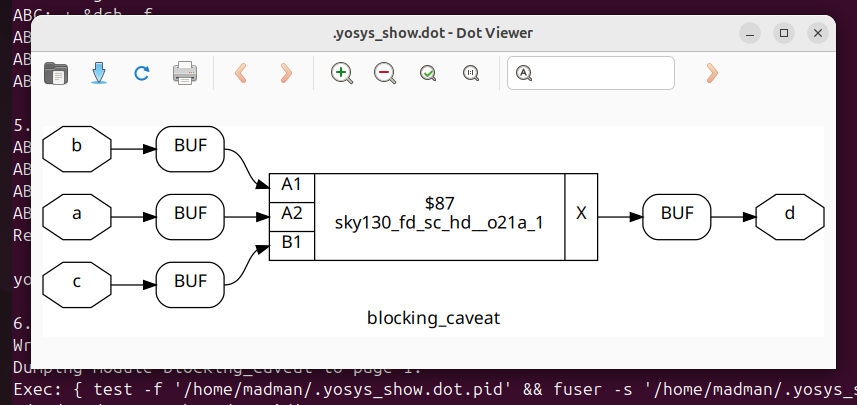 ABC: + &dch -f
.yosys_show.dot - Dot Viewer
AB
AB
AB
5.
AB
AB
AB
AB
Re
yo
6.
Wr
b
BUF
a
BUF
c
BUF
A1
A2
B1
$87
sky130_fd_sc_hd__o21a_1
X
BUF
d
blocking_caveat
Dumping module blocking_caveat to page 1.
Exec: { test -f '/home/madman/.yosys_show.dot.pid' && fuser -s '/home/madman/.yosys_s